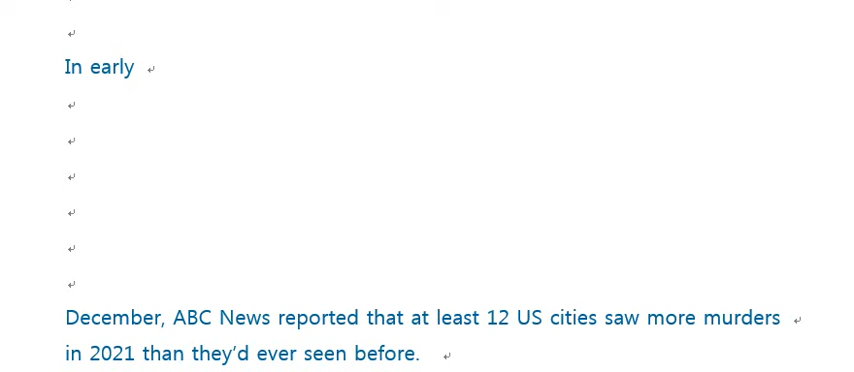 In early
December, ABC News reported that at least 12 US cities saw more murders
in 2021 than they’d ever seen before.